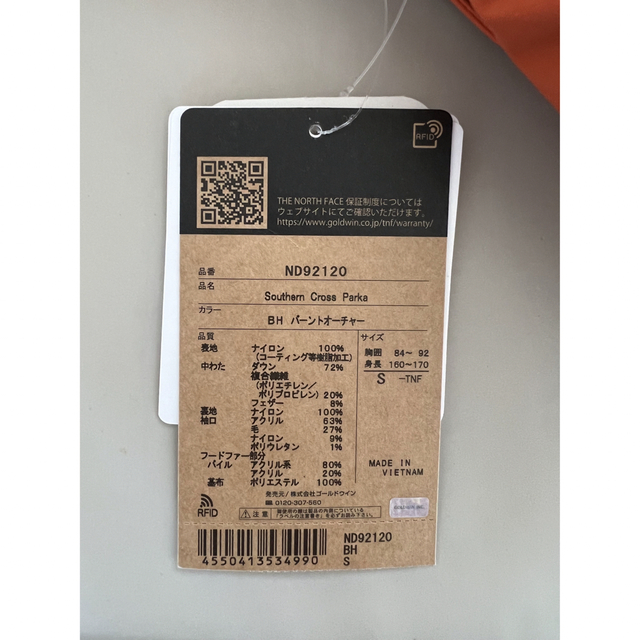 RFID
THE NORTH FACE 保証制度については
ウェブサイトにてご確認いただけます。
https://www.goldwin.co.jp/tnf/warranty/
品番 ND92120
品名
Southern Cross Parka
カラー
BH バーントオーチャー
品質
サイズ
表地 ナイロン 100%
(コーティング等樹脂加工)
中わた ダウン 72%
複合繊維
(ポリエチレン/
ポリプロピレン) 20%
フェザー 8%
裏地 ナイロン 100%
袖口 アクリル 63%
毛 27%
ナイロン 9%
ポリウレタン 1%
フードファー部分
パイル アクリル系 80%
アクリル 20%
基布 ポリエステル 100%
胸囲 84~ 92
身長 160~170
S -TNF
MADE IN
VIETNAM
発売元/株式会社ゴールドウイン
0120-307-560
RFID
注意
ND92120
BH
S
4550413534990